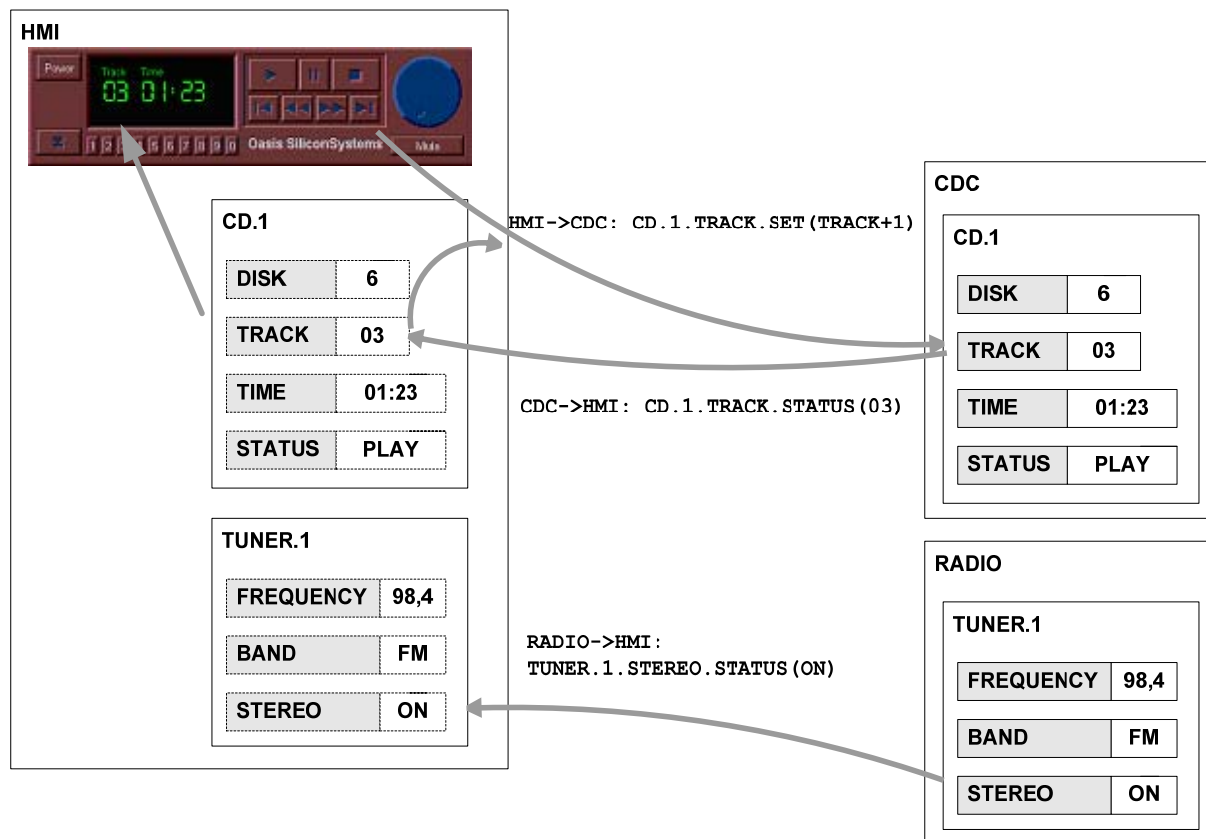 HMI
Power
Track Time
03 01:23
1 2 3 4 5 6 7 8 9 0
Oasis SiliconSystems
Mute
CD.1
DISK 6
TRACK 03
TIME 01:23
STATUS PLAY
HMI->CDC: CD.1.TRACK.SET(TRACK+1)
CDC->HMI: CD.1.TRACK.STATUS(03)
CDC
CD.1
DISK 6
TRACK 03
TIME 01:23
STATUS PLAY
TUNER.1
FREQUENCY 98,4
BAND FM
STEREO ON
RADIO->HMI:
TUNER.1.STEREO.STATUS(ON)
RADIO
TUNER.1
FREQUENCY 98,4
BAND FM
STEREO ON